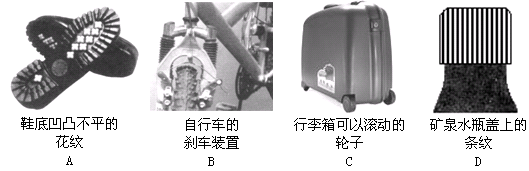 鞋底凹凸不平的
花纹
A
自行车的
刹车装置
B
行李箱可以滚动的
轮子
C
矿泉水瓶盖上的
条纹
D